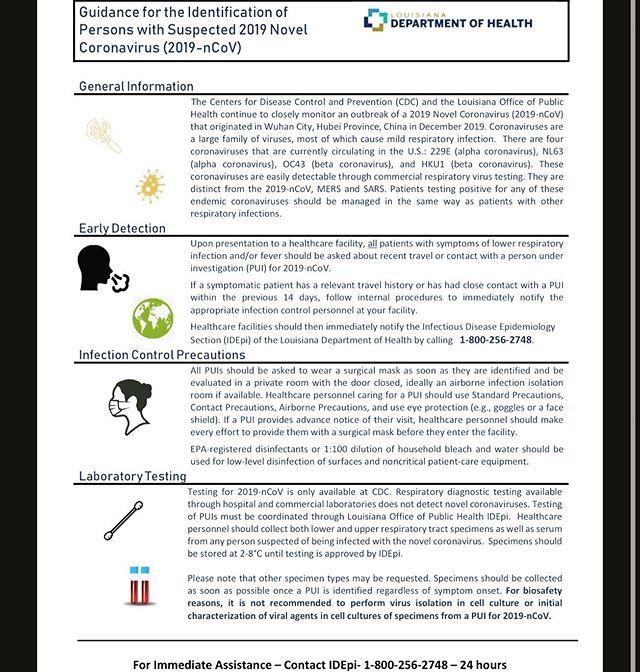 Guidance for the Identification of
Persons with Suspected 2019 Novel
Coronavirus (2019-nCoV)
LOUISIANA
DEPARTMENT OF HEALTH
General Information
The Centers for Disease Control and Prevention (CDC) and the Louisiana Office of Public
Health continue to closely monitor an outbreak of a 2019 Novel Coronavirus (2019-nCoV)
that originated in Wuhan City, Hubei Province, China in December 2019. Coronaviruses are
a large family of viruses, most of which cause mild respiratory infection. There are four
coronaviruses that are currently circulating in the U.S.: 229E (alpha coronavirus), NL63
(alpha coronavirus), OC43 (beta coronavirus), and HKU1 (beta coronavirus). These
coronaviruses are easily detectable through commercial respiratory virus testing. They are
distinct from the 2019-nCoV, MERS and SARS. Patients testing positive for any of these
endemic coronaviruses should be managed in the same way as patients with other
respiratory infections.
Early Detection
Upon presentation to a healthcare facility, all patients with symptoms of lower respiratory
infection and/or fever should be asked about recent travel or contact with a person under
investigation (PUI) for 2019-nCoV.
If a symptomatic patient has a relevant travel history or has had close contact with a PUI
within the previous 14 days, follow internal procedures to immediately notify the
appropriate infection control personnel at your facility.
Healthcare facilities should then immediately notify the Infectious Disease Epidemiology
Section (IDEpi) of the Louisiana Department of Health by calling 1-800-256-2748.
Infection Control Precautions
All PUIs should be asked to wear a surgical mask as soon as they are identified and be
evaluated in a private room with the door closed, ideally an airborne infection isolation
room if available. Healthcare personnel caring for a PUI should use Standard Precautions,
Contact Precautions, Airborne Precautions, and use eye protection (e.g., goggles or a face
shield). If a PUI provides advance notice of their visit, healthcare personnel should make
every effort to provide them with a surgical mask before they enter the facility.
EPA-registered disinfectants or 1:100 dilution of household bleach and water should be
used for low-level disinfection of surfaces and noncritical patient-care equipment.
Laboratory Testing
Testing for 2019-nCoV is only available at CDC. Respiratory diagnostic testing available
through hospital and commercial laboratories does not detect novel coronaviruses. Testing
of PUIs must be coordinated through Louisiana Office of Public Health IDEpi. Healthcare
personnel should collect both lower and upper respiratory tract specimens as well as serum
from any person suspected of being infected with the novel coronavirus. Specimens should
be stored at 2-8°C until testing is approved by IDEpi.
Please note that other specimen types may be requested. Specimens should be collected
as soon as possible once a PUI is identified regardless of symptom onset. For biosafety
reasons, it is not recommended to perform virus isolation in cell culture or initial
characterization of viral agents in cell cultures of specimens from a PUI for 2019-nCoV.
For Immediate Assistance – Contact IDEpi- 1-800-256-2748 – 24 hours